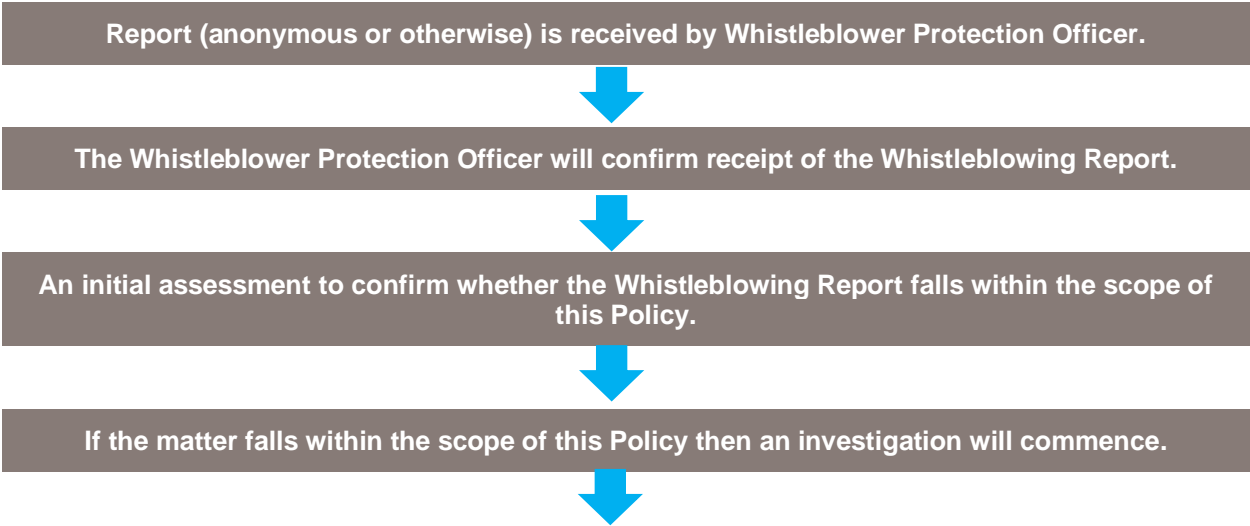 Report (anonymous or otherwise) is received by Whistleblower Protection Officer.
The Whistleblower Protection Officer will confirm receipt of the Whistleblowing Report.
An initial assessment to confirm whether the Whistleblowing Report falls within the scope of
this Policy.
If the matter falls within the scope of this Policy then an investigation will commence.